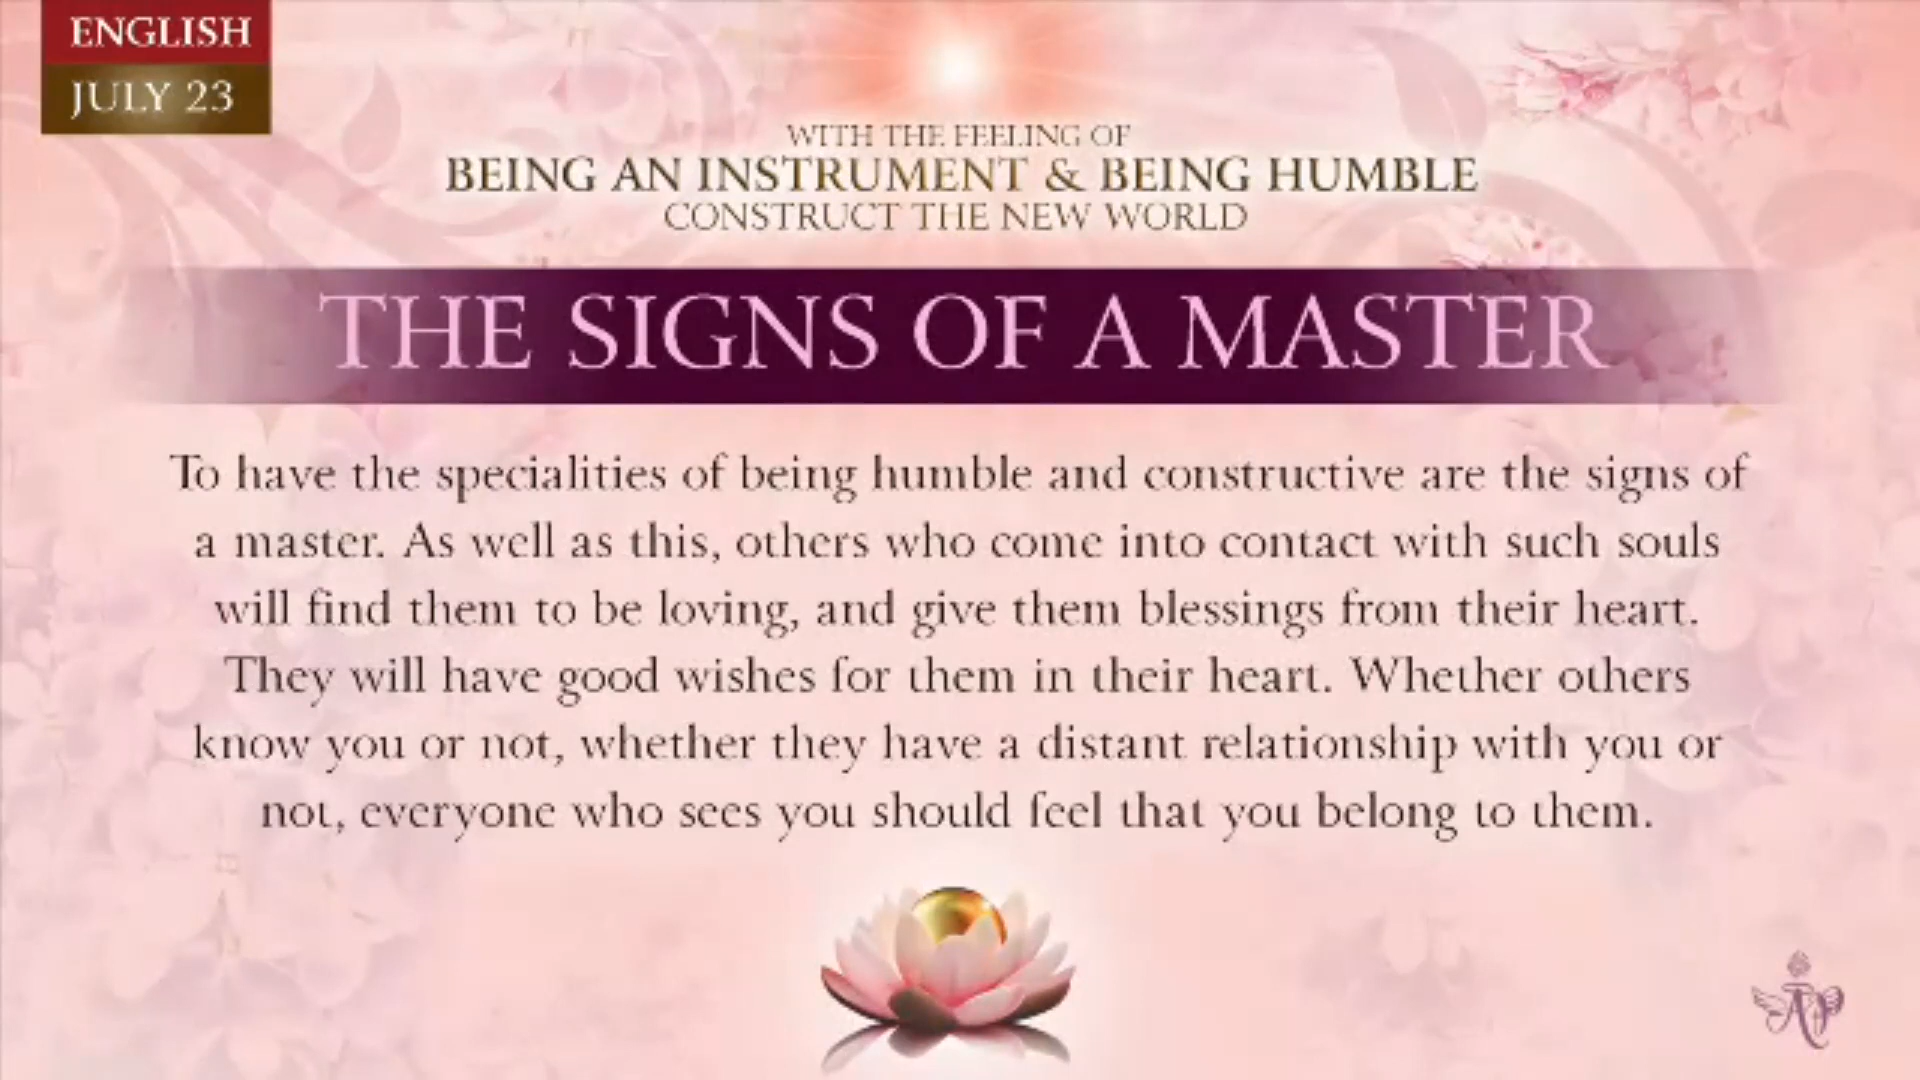 ENGLISH
JULY 23
WITH THE FEELING OF
BEING AN INSTRUMENT & BEING HUMBLE
CONSTRUCT THE NEW WORLD
THE SIGNS OF A MASTER
To have the specialities of being humble and constructive are the signs of
a master. As well as this, others who come into contact with such souls
will find them to be loving, and give them blessings from their heart.
They will have good wishes for them in their heart. Whether others
know you or not, whether they have a distant relationship with you or
not, everyone who sees you should feel that you belong to them.